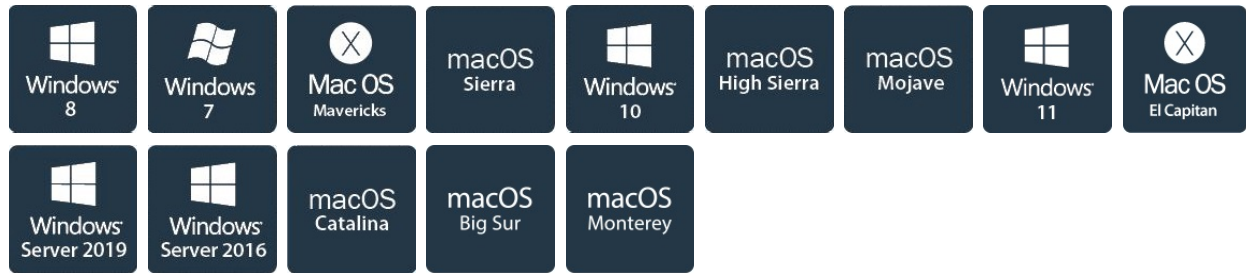 Windows
8
Windows
7
X
Mac OS
Mavericks
macOS
Sierra
Windows
10
macOS
High Sierra
macOS
Mojave
Windows
11
X
Mac OS
El Capitan
Windows
Server 2019
Windows
Server 2016
macOS
Catalina
macOS
Big Sur
macOS
Monterey